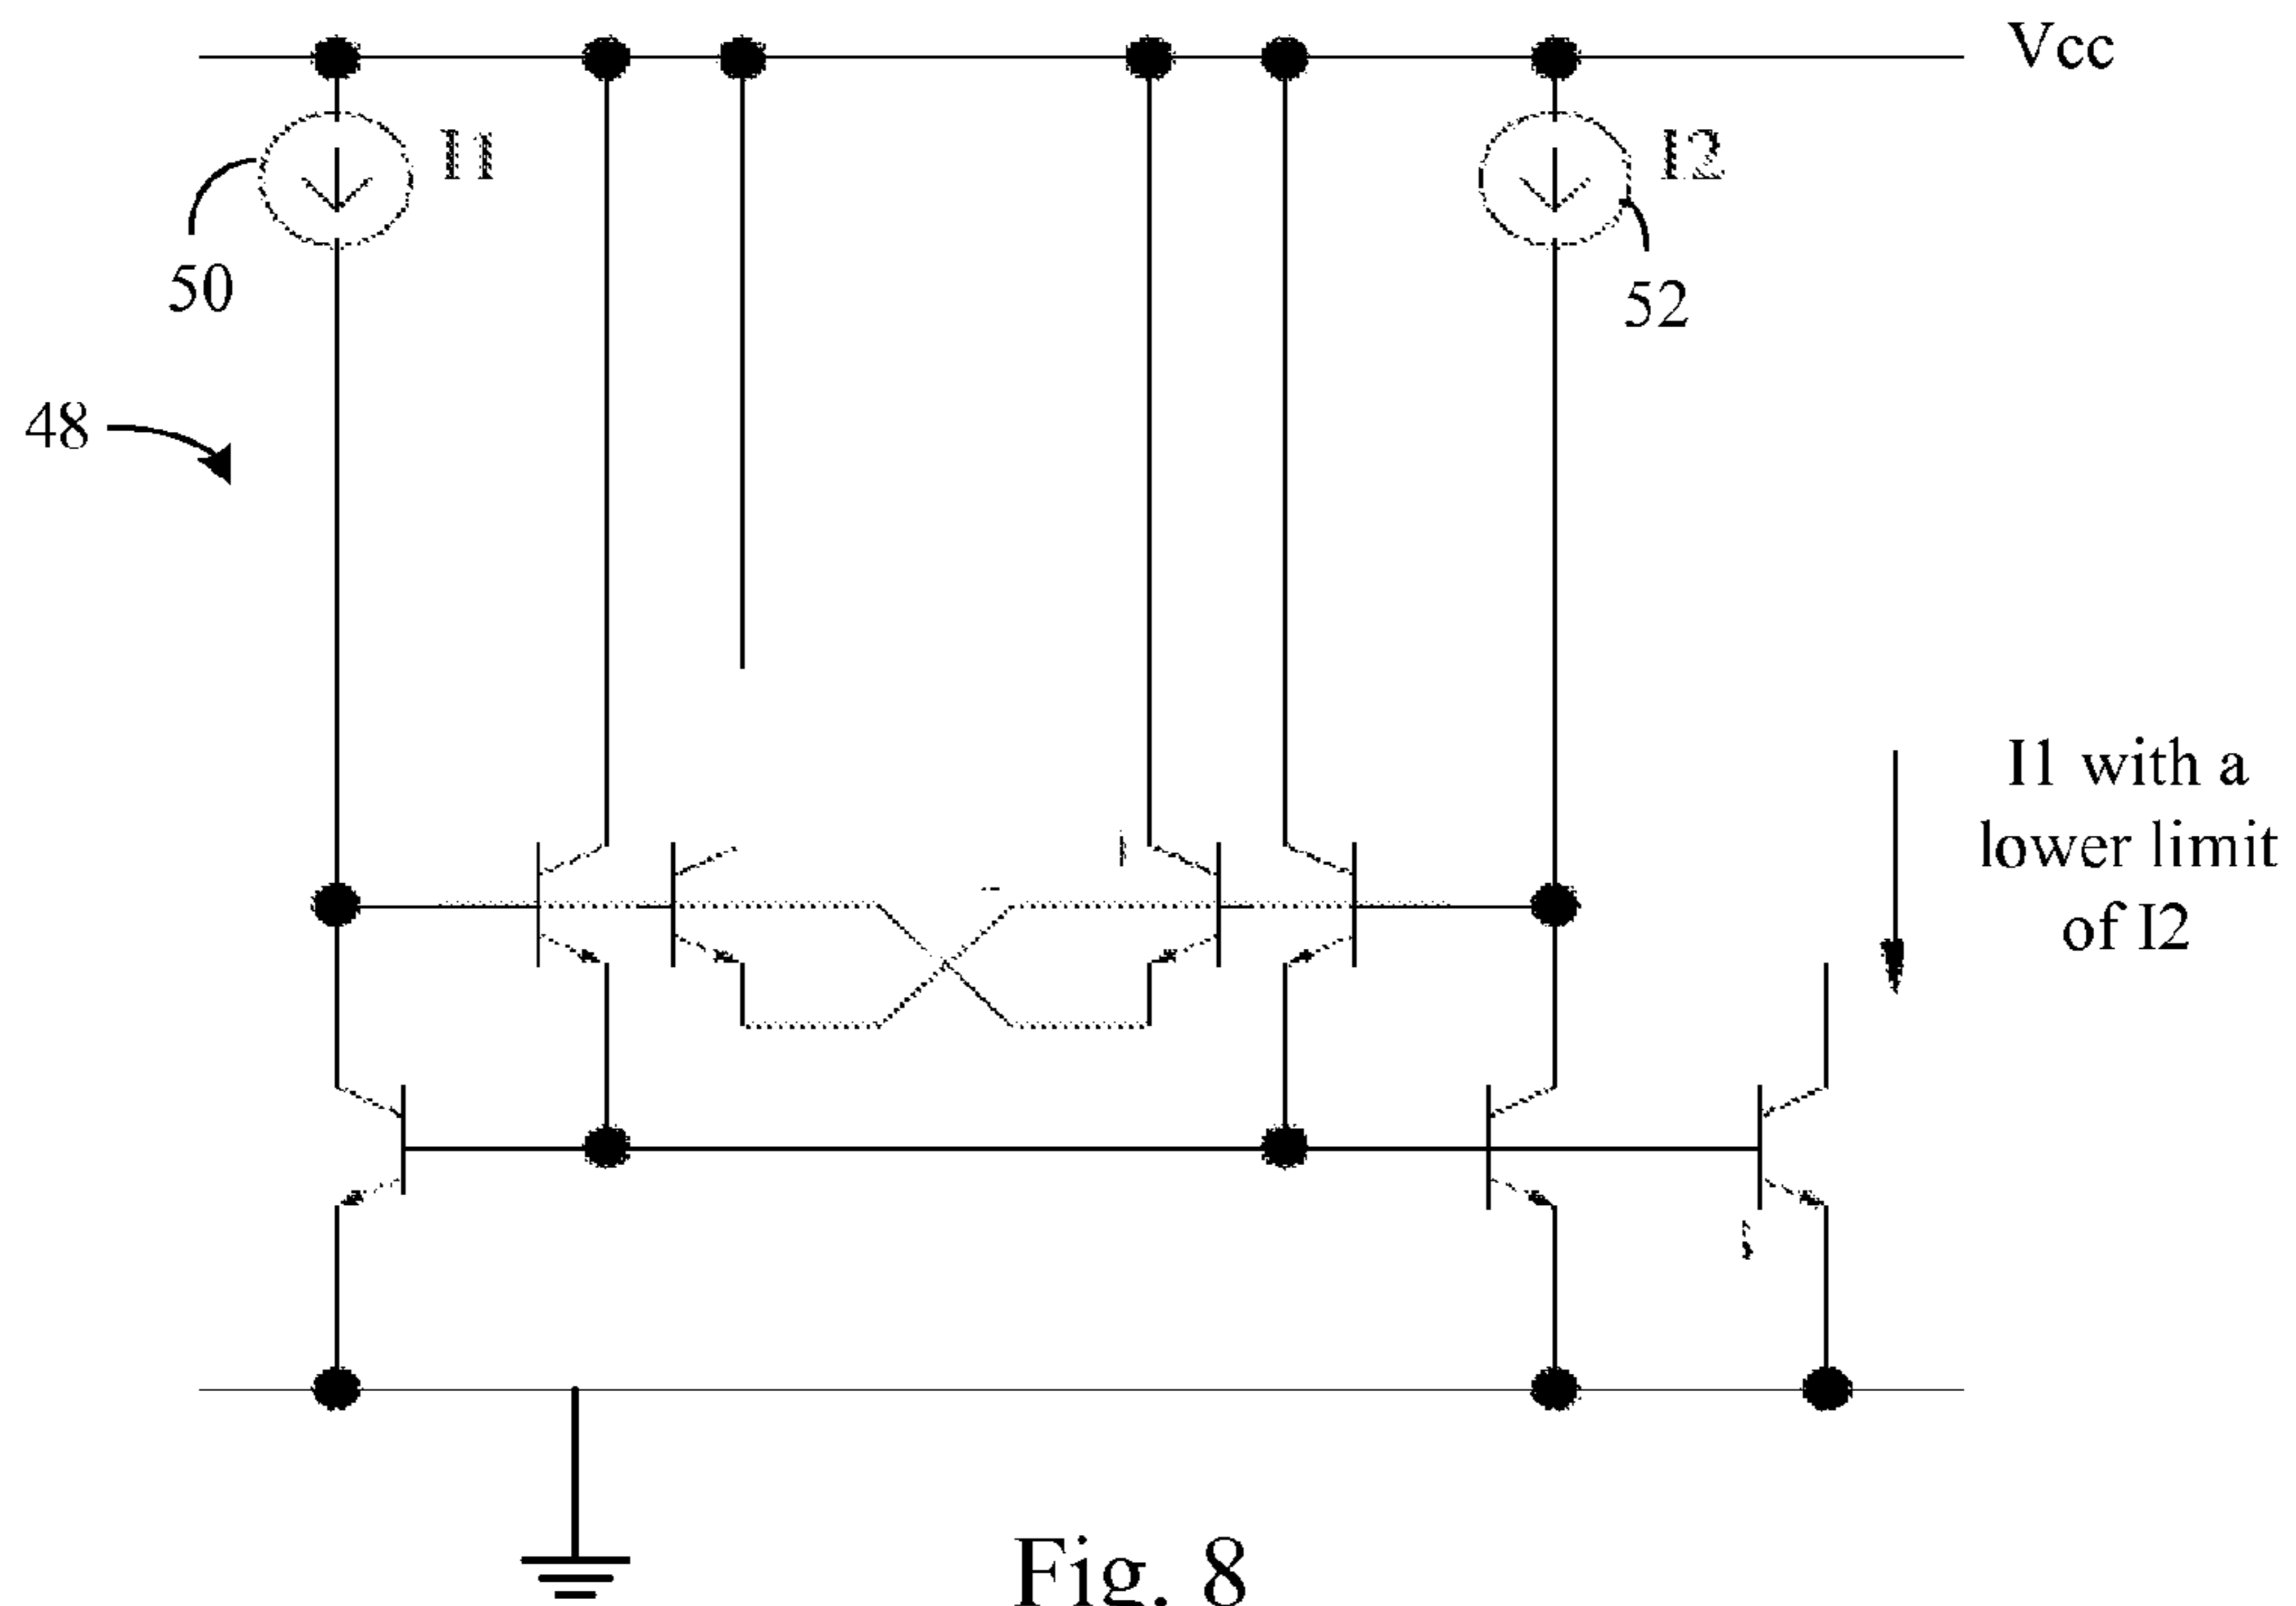 Vcc
I1
I2
50
52
48
I1 with a
lower limit
of I2
Fig. 8